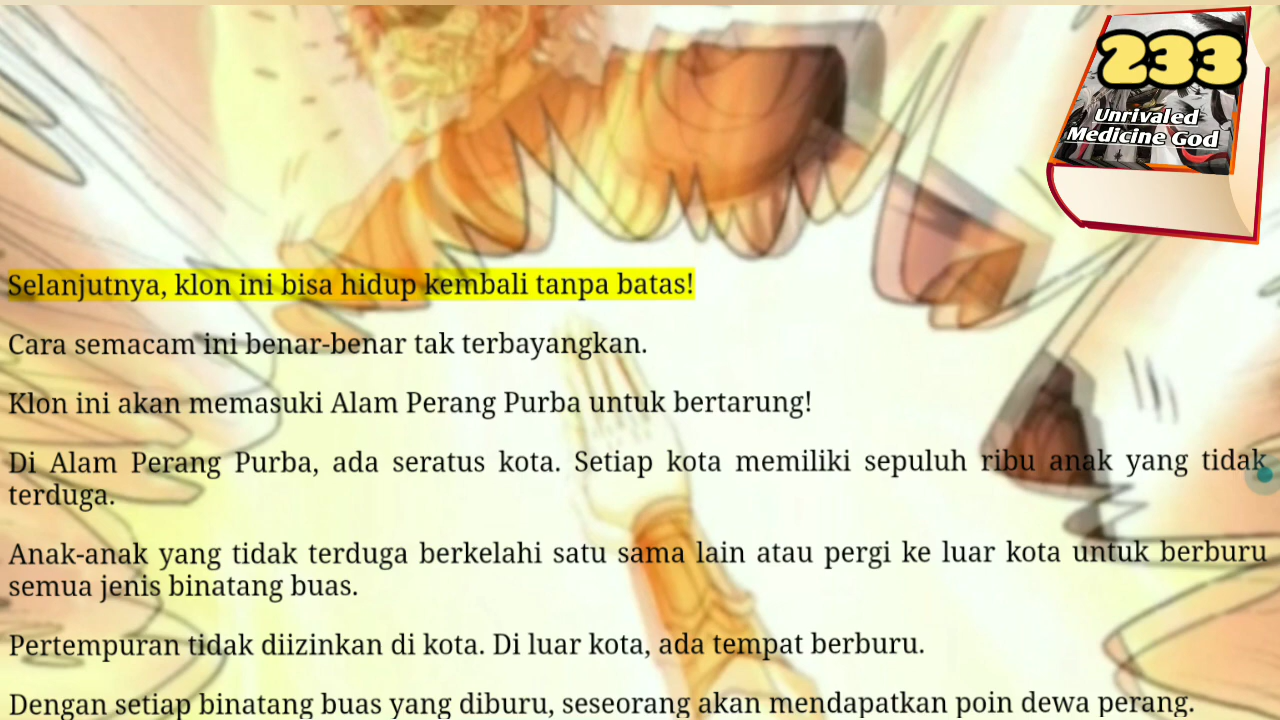 233
Unrivaled
Medicine God
Selanjutnya, klon ini bisa hidup kembali tanpa batas!
Cara semacam ini benar-benar tak terbayangkan.
Klon ini akan memasuki Alam Perang Purba untuk bertarung!
Di Alam Perang Purba, ada seratus kota. Setiap kota memiliki sepuluh ribu anak yang tidak
terduga.
Anak-anak yang tidak terduga berkelahi satu sama lain atau pergi ke luar kota untuk berburu
semua jenis binatang buas.
Pertempuran tidak diizinkan di kota. Di luar kota, ada tempat berburu.
Dengan setiap binatang buas yang diburu, seseorang akan mendapatkan poin dewa perang.